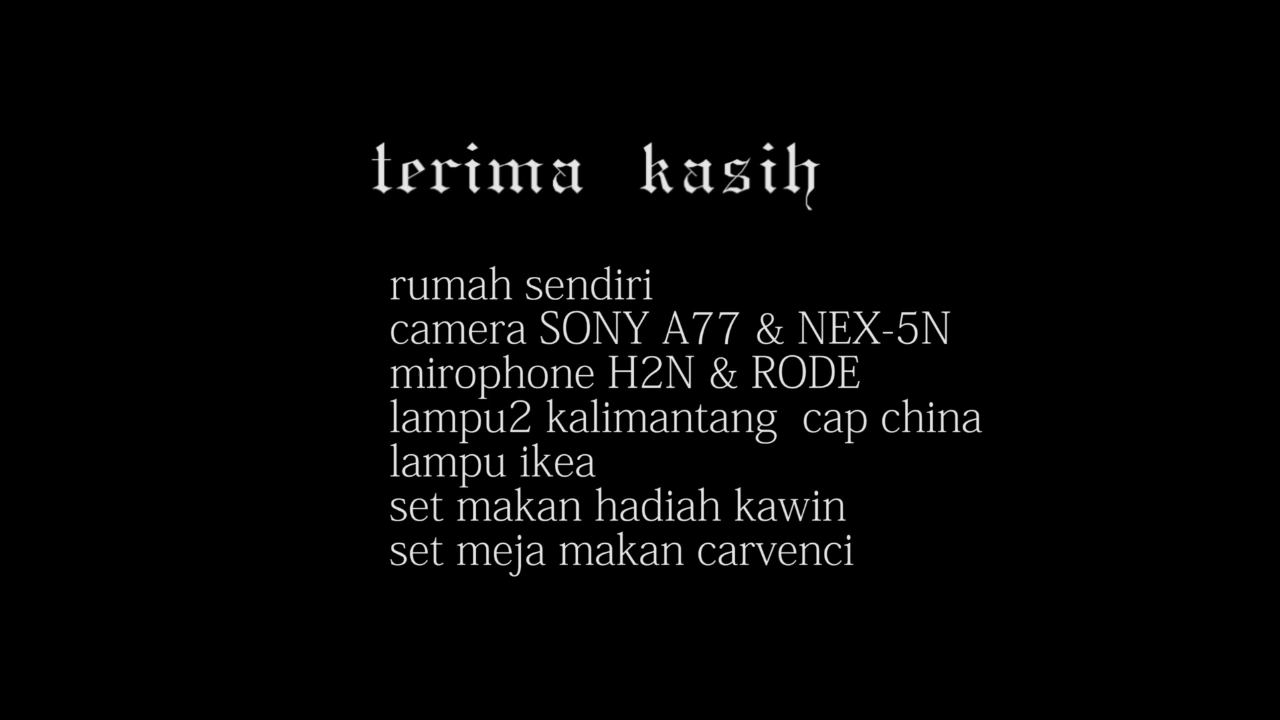 terima kasih
rumah sendiri
camera SONY A77 & NEX-5N
mirophone H2N & RODE
lampu2 kalimantang cap china
lampu ikea
set makan hadiah kawin
set meja makan carvenci